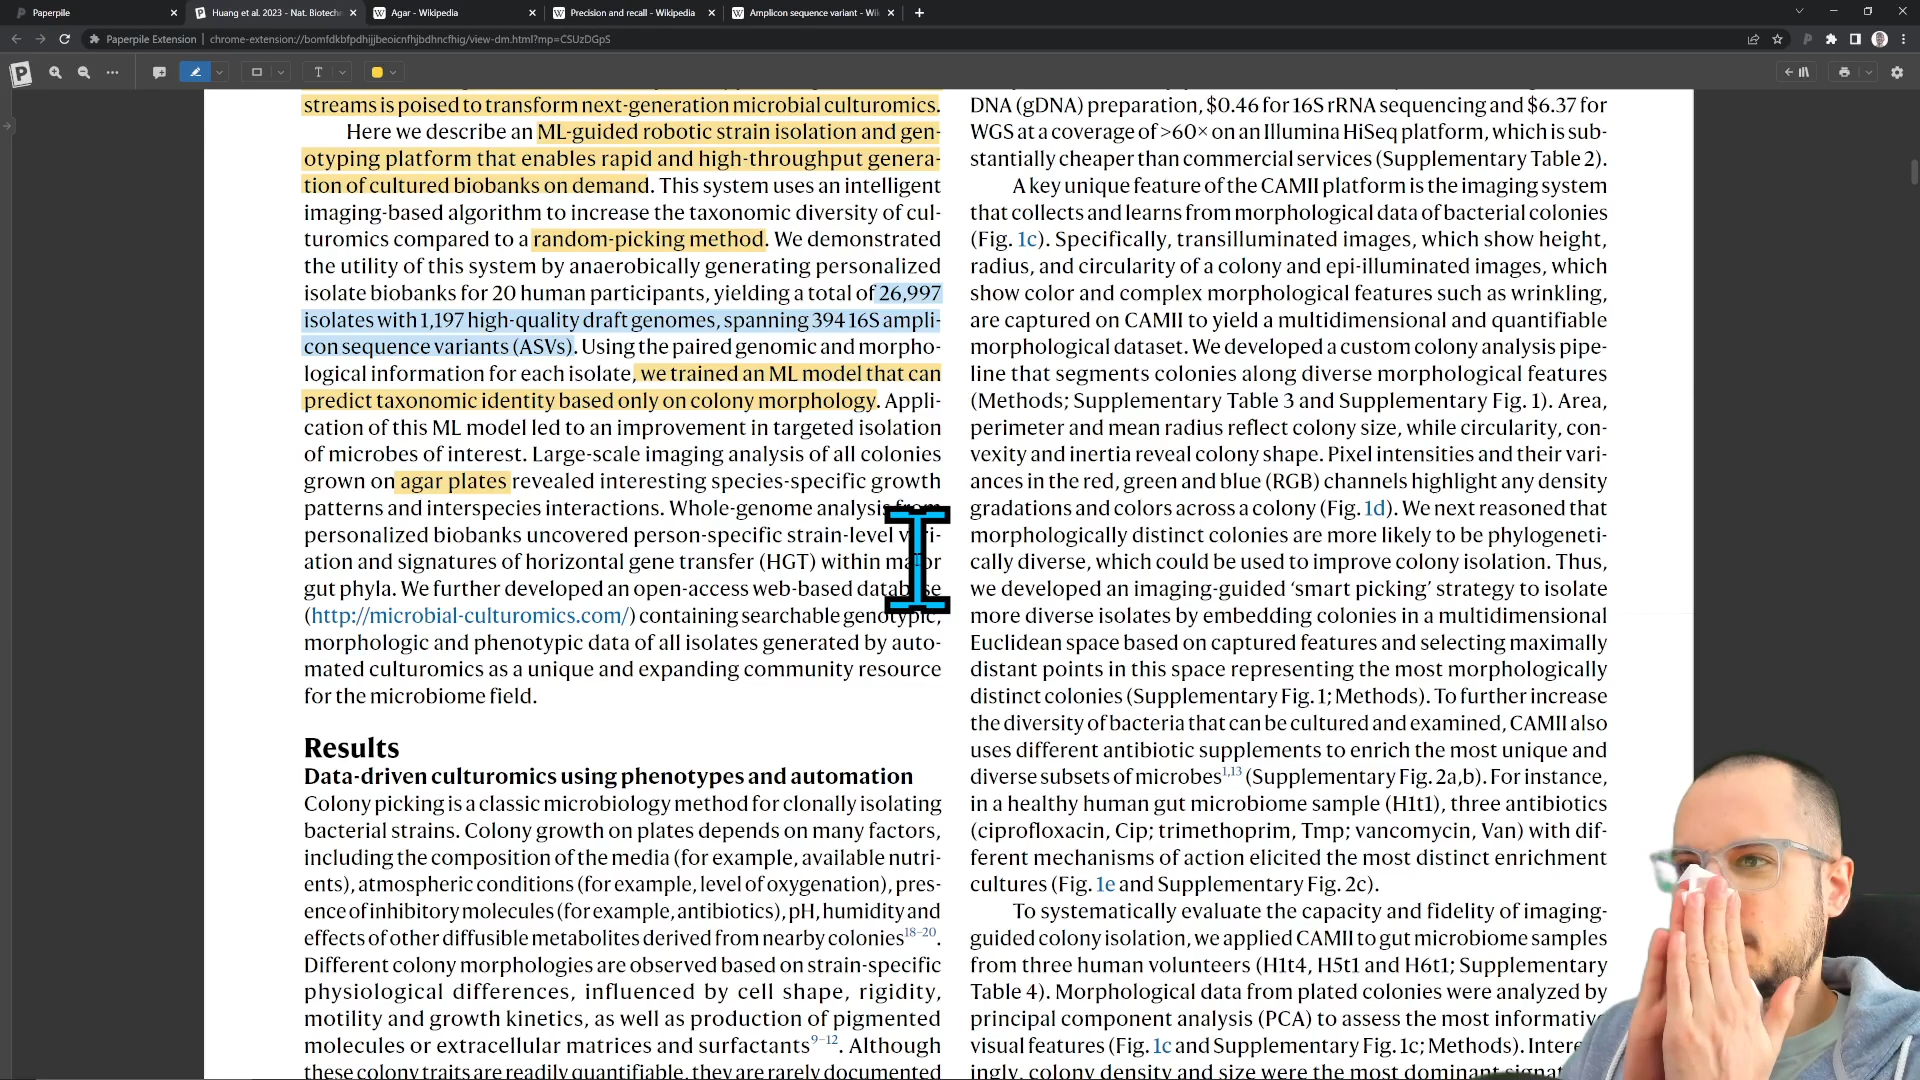 Paperpile
Huang et al. 2023 - Nat. Biotechn
Agar - Wikipedia
Precision and recall - Wikipedia
Amplicon sequence variant - Wik
Paperpile Extension
chrome-extension://bomfdkbfpdhijjbeoicnfhjbdhncfhig/view-dm.html?mp=CSUzDGpS
streams is poised to transform next-generation microbial culturomics.
Here we describe an ML-guided robotic strain isolation and gen-
otyping platform that enables rapid and high-throughput genera-
tion of cultured biobanks on demand. This system uses an intelligent
imaging-based algorithm to increase the taxonomic diversity of cul-
turomics compared to a random-picking method. We demonstrated
the utility of this system by anaerobically generating personalized
isolate biobanks for 20 human participants, yielding a total of 26,997
isolates with 1,197 high-quality draft genomes, spanning 394 16S ampli-
con sequence variants (ASVs). Using the paired genomic and morpho-
logical information for each isolate, we trained an ML model that can
predict taxonomic identity based only on colony morphology. Appli-
cation of this ML model led to an improvement in targeted isolation
of microbes of interest. Large-scale imaging analysis of all colonies
grown on agar plates revealed interesting species-specific growth
patterns and interspecies interactions. Whole-genome analysis from
personalized biobanks uncovered person-specific strain-level vari-
ation and signatures of horizontal gene transfer (HGT) within major
gut phyla. We further developed an open-access web-based database
(http://microbial-culturomics.com/) containing searchable genotypic,
morphologic and phenotypic data of all isolates generated by auto-
mated culturomics as a unique and expanding community resource
for the microbiome field.
Results
Data-driven culturomics using phenotypes and automation
Colony picking is a classic microbiology method for clonally isolating
bacterial strains. Colony growth on plates depends on many factors,
including the composition of the media (for example, available nutri-
ents), atmospheric conditions (for example, level of oxygenation), pres-
ence of inhibitory molecules (for example, antibiotics), pH, humidity and
effects of other diffusible metabolites derived from nearby colonies18–20.
Different colony morphologies are observed based on strain-specific
physiological differences, influenced by cell shape, rigidity,
motility and growth kinetics, as well as production of pigmented
molecules or extracellular matrices and surfactants9–12. Although
these colony traits are readily quantifiable, they are rarely documented
DNA (gDNA) preparation, $0.46 for 16S rRNA sequencing and $6.37 for
WGS at a coverage of >60× on an Illumina HiSeq platform, which is sub-
stantially cheaper than commercial services (Supplementary Table 2).
A key unique feature of the CAMII platform is the imaging system
that collects and learns from morphological data of bacterial colonies
(Fig. 1c). Specifically, transilluminated images, which show height,
radius, and circularity of a colony and epi-illuminated images, which
show color and complex morphological features such as wrinkling,
are captured on CAMII to yield a multidimensional and quantifiable
morphological dataset. We developed a custom colony analysis pipe-
line that segments colonies along diverse morphological features
(Methods; Supplementary Table 3 and Supplementary Fig. 1). Area,
perimeter and mean radius reflect colony size, while circularity, con-
vexity and inertia reveal colony shape. Pixel intensities and their vari-
ances in the red, green and blue (RGB) channels highlight any density
gradations and colors across a colony (Fig. 1d). We next reasoned that
morphologically distinct colonies are more likely to be phylogeneti-
cally diverse, which could be used to improve colony isolation. Thus,
we developed an imaging-guided ‘smart picking’ strategy to isolate
more diverse isolates by embedding colonies in a multidimensional
Euclidean space based on captured features and selecting maximally
distant points in this space representing the most morphologically
distinct colonies (Supplementary Fig. 1; Methods). To further increase
the diversity of bacteria that can be cultured and examined, CAMII also
uses different antibiotic supplements to enrich the most unique and
diverse subsets of microbes1,13 (Supplementary Fig. 2a,b). For instance,
in a healthy human gut microbiome sample (H1t1), three antibiotics
(ciprofloxacin, Cip; trimethoprim, Tmp; vancomycin, Van) with dif-
ferent mechanisms of action elicited the most distinct enrichment
cultures (Fig. 1e and Supplementary Fig. 2c).
To systematically evaluate the capacity and fidelity of imaging-
guided colony isolation, we applied CAMII to gut microbiome samples
from three human volunteers (H1t4, H5t1 and H6t1; Supplementary
Table 4). Morphological data from plated colonies were analyzed by
principal component analysis (PCA) to assess the most informative
visual features (Fig. 1c and Supplementary Fig. 1c; Methods). Interest-
ingly, colony density and size were the most dominant